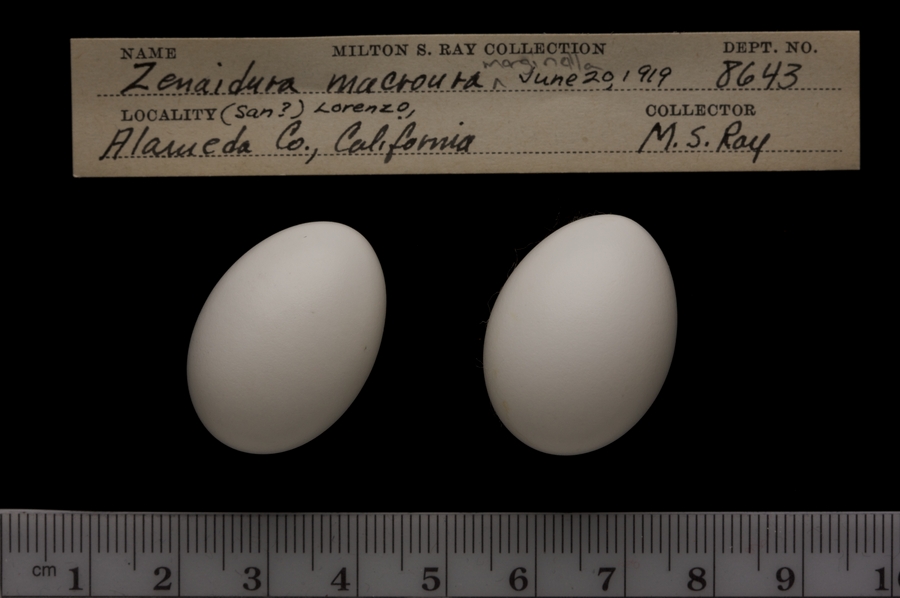 NAME MILTON S. RAY COLLECTION DEPT. NO.
Zenaidura macroura marginella June 20, 1919 8643
LOCALITY (San?) Lorenzo, COLLECTOR
Alameda Co., California M. S. Ray
cm 1 2 3 4 5 6 7 8 9